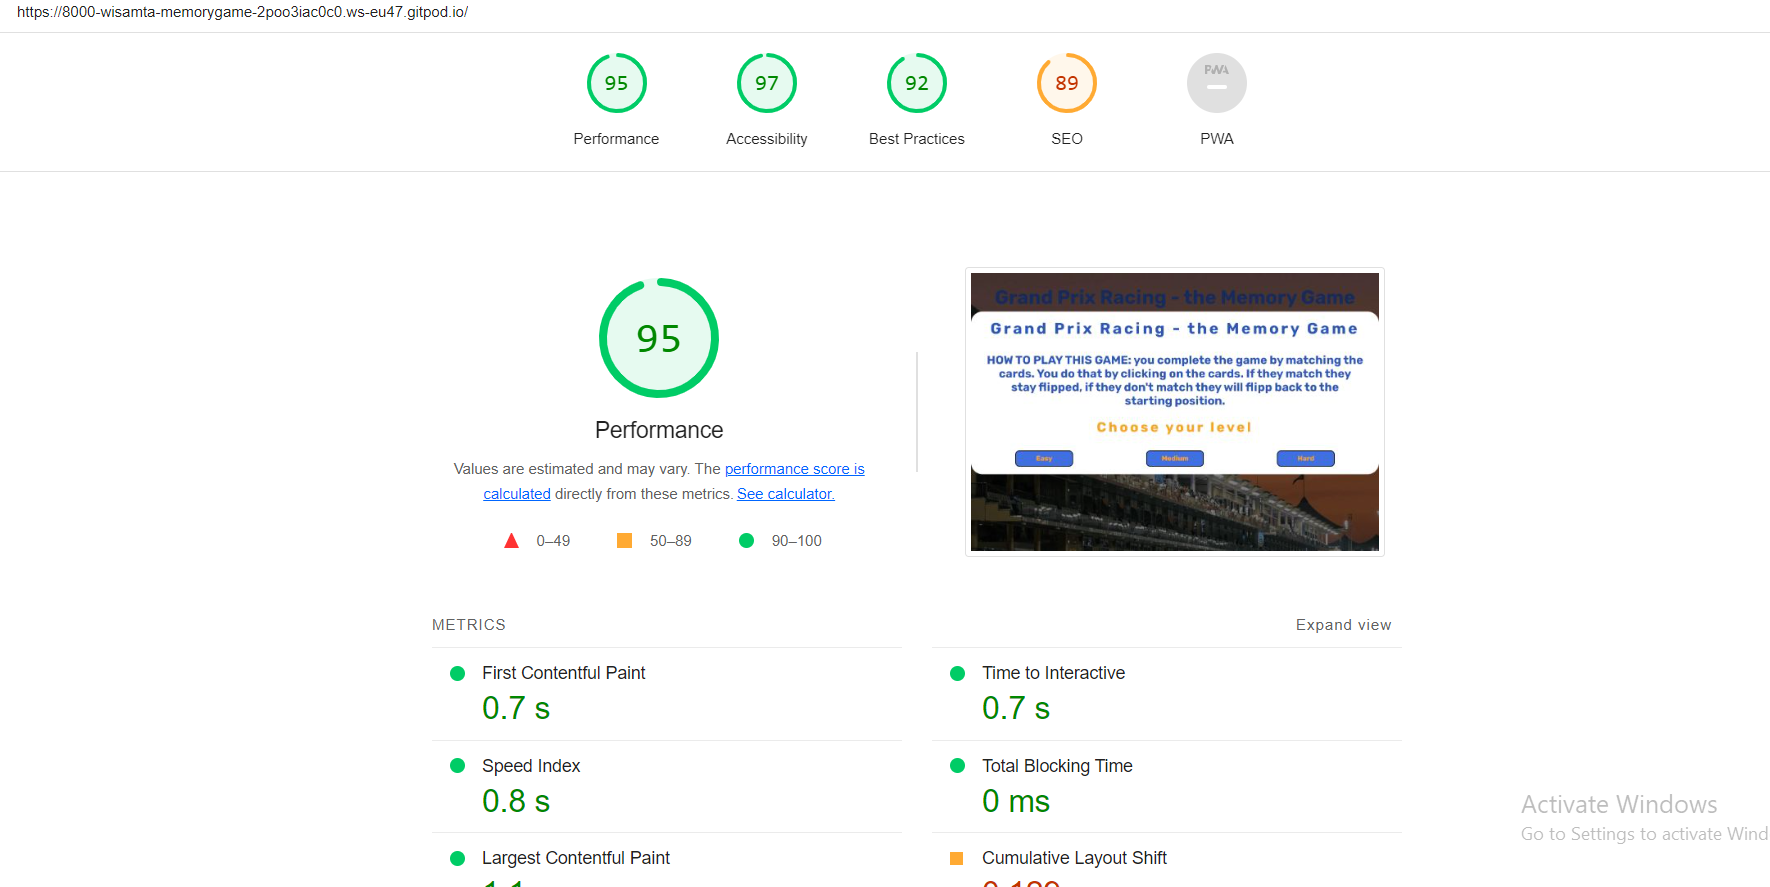 https://8000-wisamta-memorygame-2poo3iac0c0.ws-eu47.gitpod.io/
95
97
92
89
PWA
Performance
Accessibility
Best Practices
SEO
PWA
95
Performance
Values are estimated and may vary. The performance score is
calculated directly from these metrics. See calculator.
0–49
50–89
90–100
Grand Prix Racing - the Memory Game
Grand Prix Racing - the Memory Game
HOW TO PLAY THIS GAME: you complete the game by matching the
cards. You do that by clicking on the cards. If they match they
stay flipped, if they don't match they will flipp back to the
starting position.
Choose your level
Easy
Medium
Hard
METRICS
Expand view
First Contentful Paint
0.7 s
Time to Interactive
0.7 s
Speed Index
0.8 s
Total Blocking Time
0 ms
Largest Contentful Paint
Cumulative Layout Shift
Activate Windows
Go to Settings to activate Wind